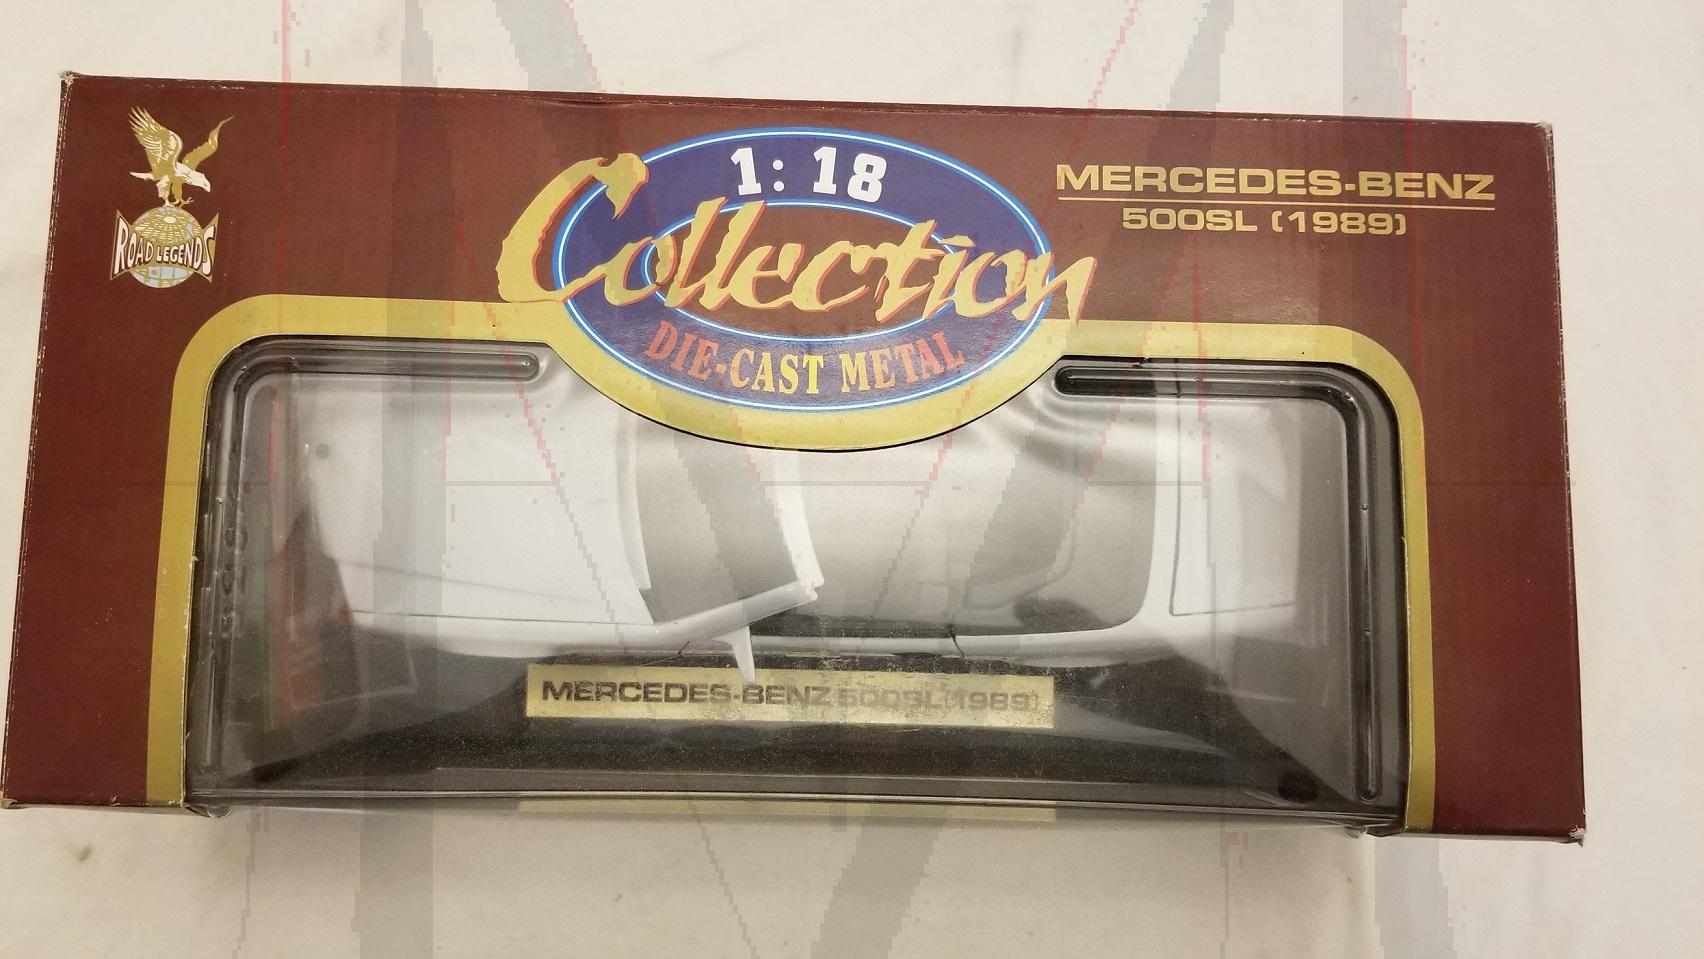 1:18
Collection
DIE-CAST METAL
MERCEDES-BENZ
500SL (1989)
ROAD LEGENDS
MERCEDES-BENZ 500SL(1989)